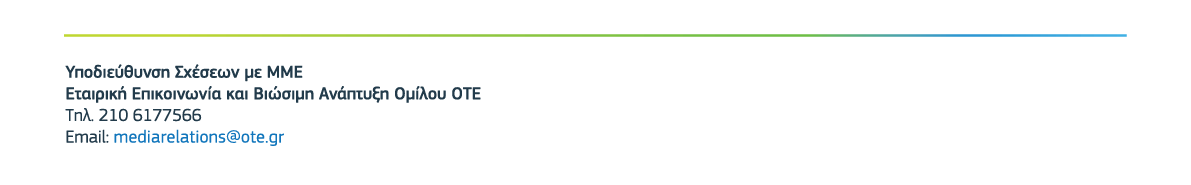 Υποδιεύθυνση Σχέσεων με ΜΜΕ
Εταιρική Επικοινωνία και Βιώσιμη Ανάπτυξη Ομίλου ΟΤΕ
Τηλ. 210 6177566
Email: mediarelations@ote.gr